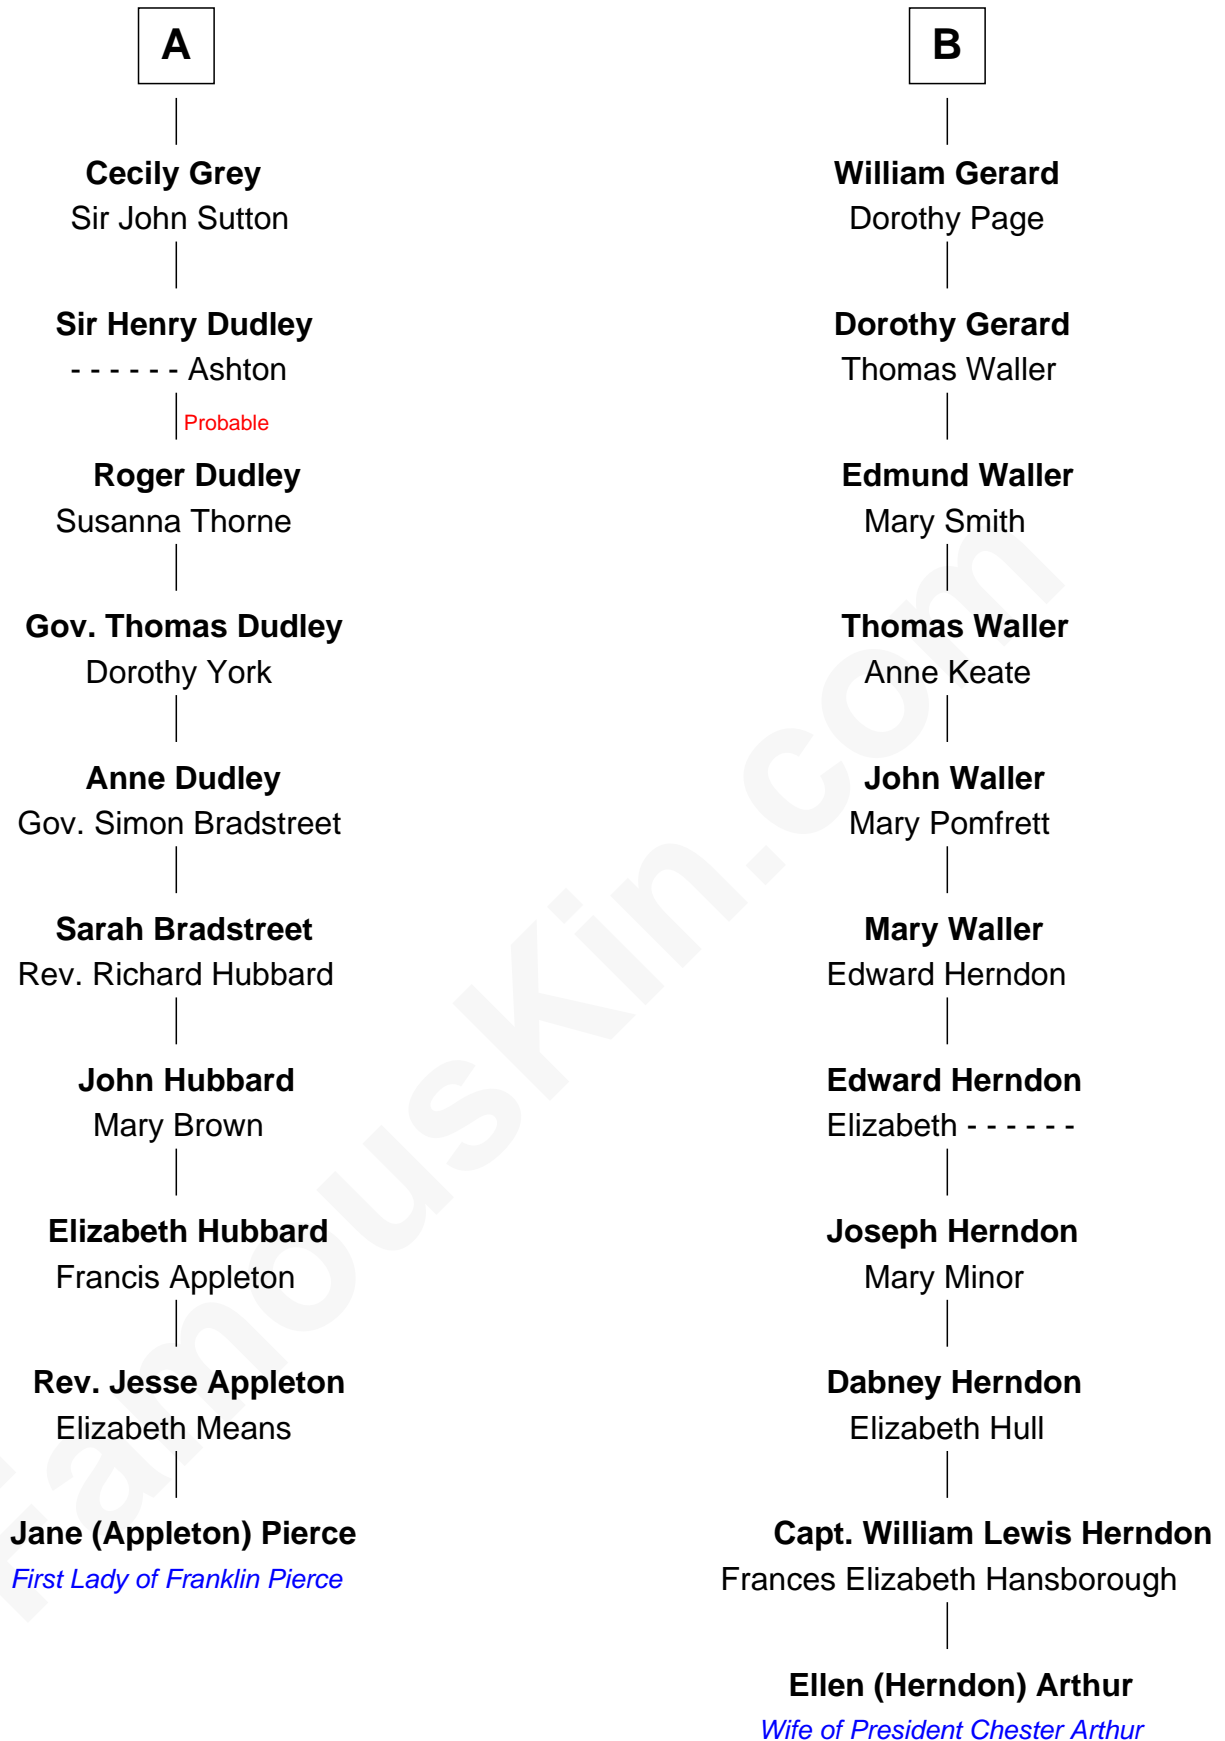 A
Cecily Grey
Sir John Sutton
Sir Henry Dudley
- - - - - - Ashton
Probable
Roger Dudley
Susanna Thorne
Gov. Thomas Dudley
Dorothy York
Anne Dudley
Gov. Simon Bradstreet
Sarah Bradstreet
Rev. Richard Hubbard
John Hubbard
Mary Brown
Elizabeth Hubbard
Francis Appleton
Rev. Jesse Appleton
Elizabeth Means
Jane (Appleton) Pierce
First Lady of Franklin Pierce
B
William Gerard
Dorothy Page
Dorothy Gerard
Thomas Waller
Edmund Waller
Mary Smith
Thomas Waller
Anne Keate
John Waller
Mary Pomfrett
Mary Waller
Edward Herndon
Edward Herndon
Elizabeth - - - - - -
Joseph Herndon
Mary Minor
Dabney Herndon
Elizabeth Hull
Capt. William Lewis Herndon
Frances Elizabeth Hansborough
Ellen (Herndon) Arthur
Wife of President Chester Arthur
FamousKin.com